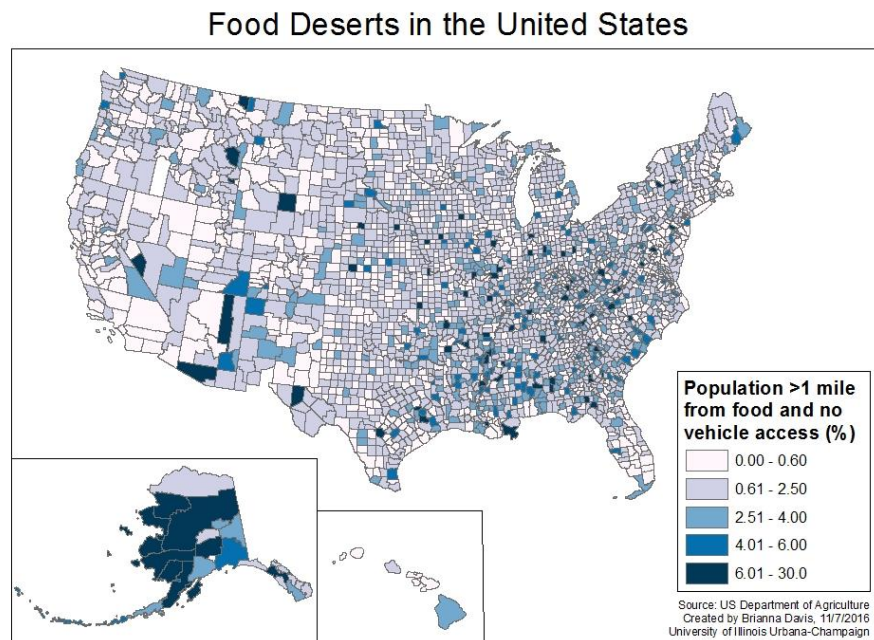 Food Deserts in the United States
Population >1 mile
from food and no
vehicle access (%)
0.00 - 0.60
0.61 - 2.50
2.51 - 4.00
4.01 - 6.00
6.01 - 30.0
Source: US Department of Agriculture
Created by Brianna Davis, 11/7/2016
University of Illinois Urbana-Champaign